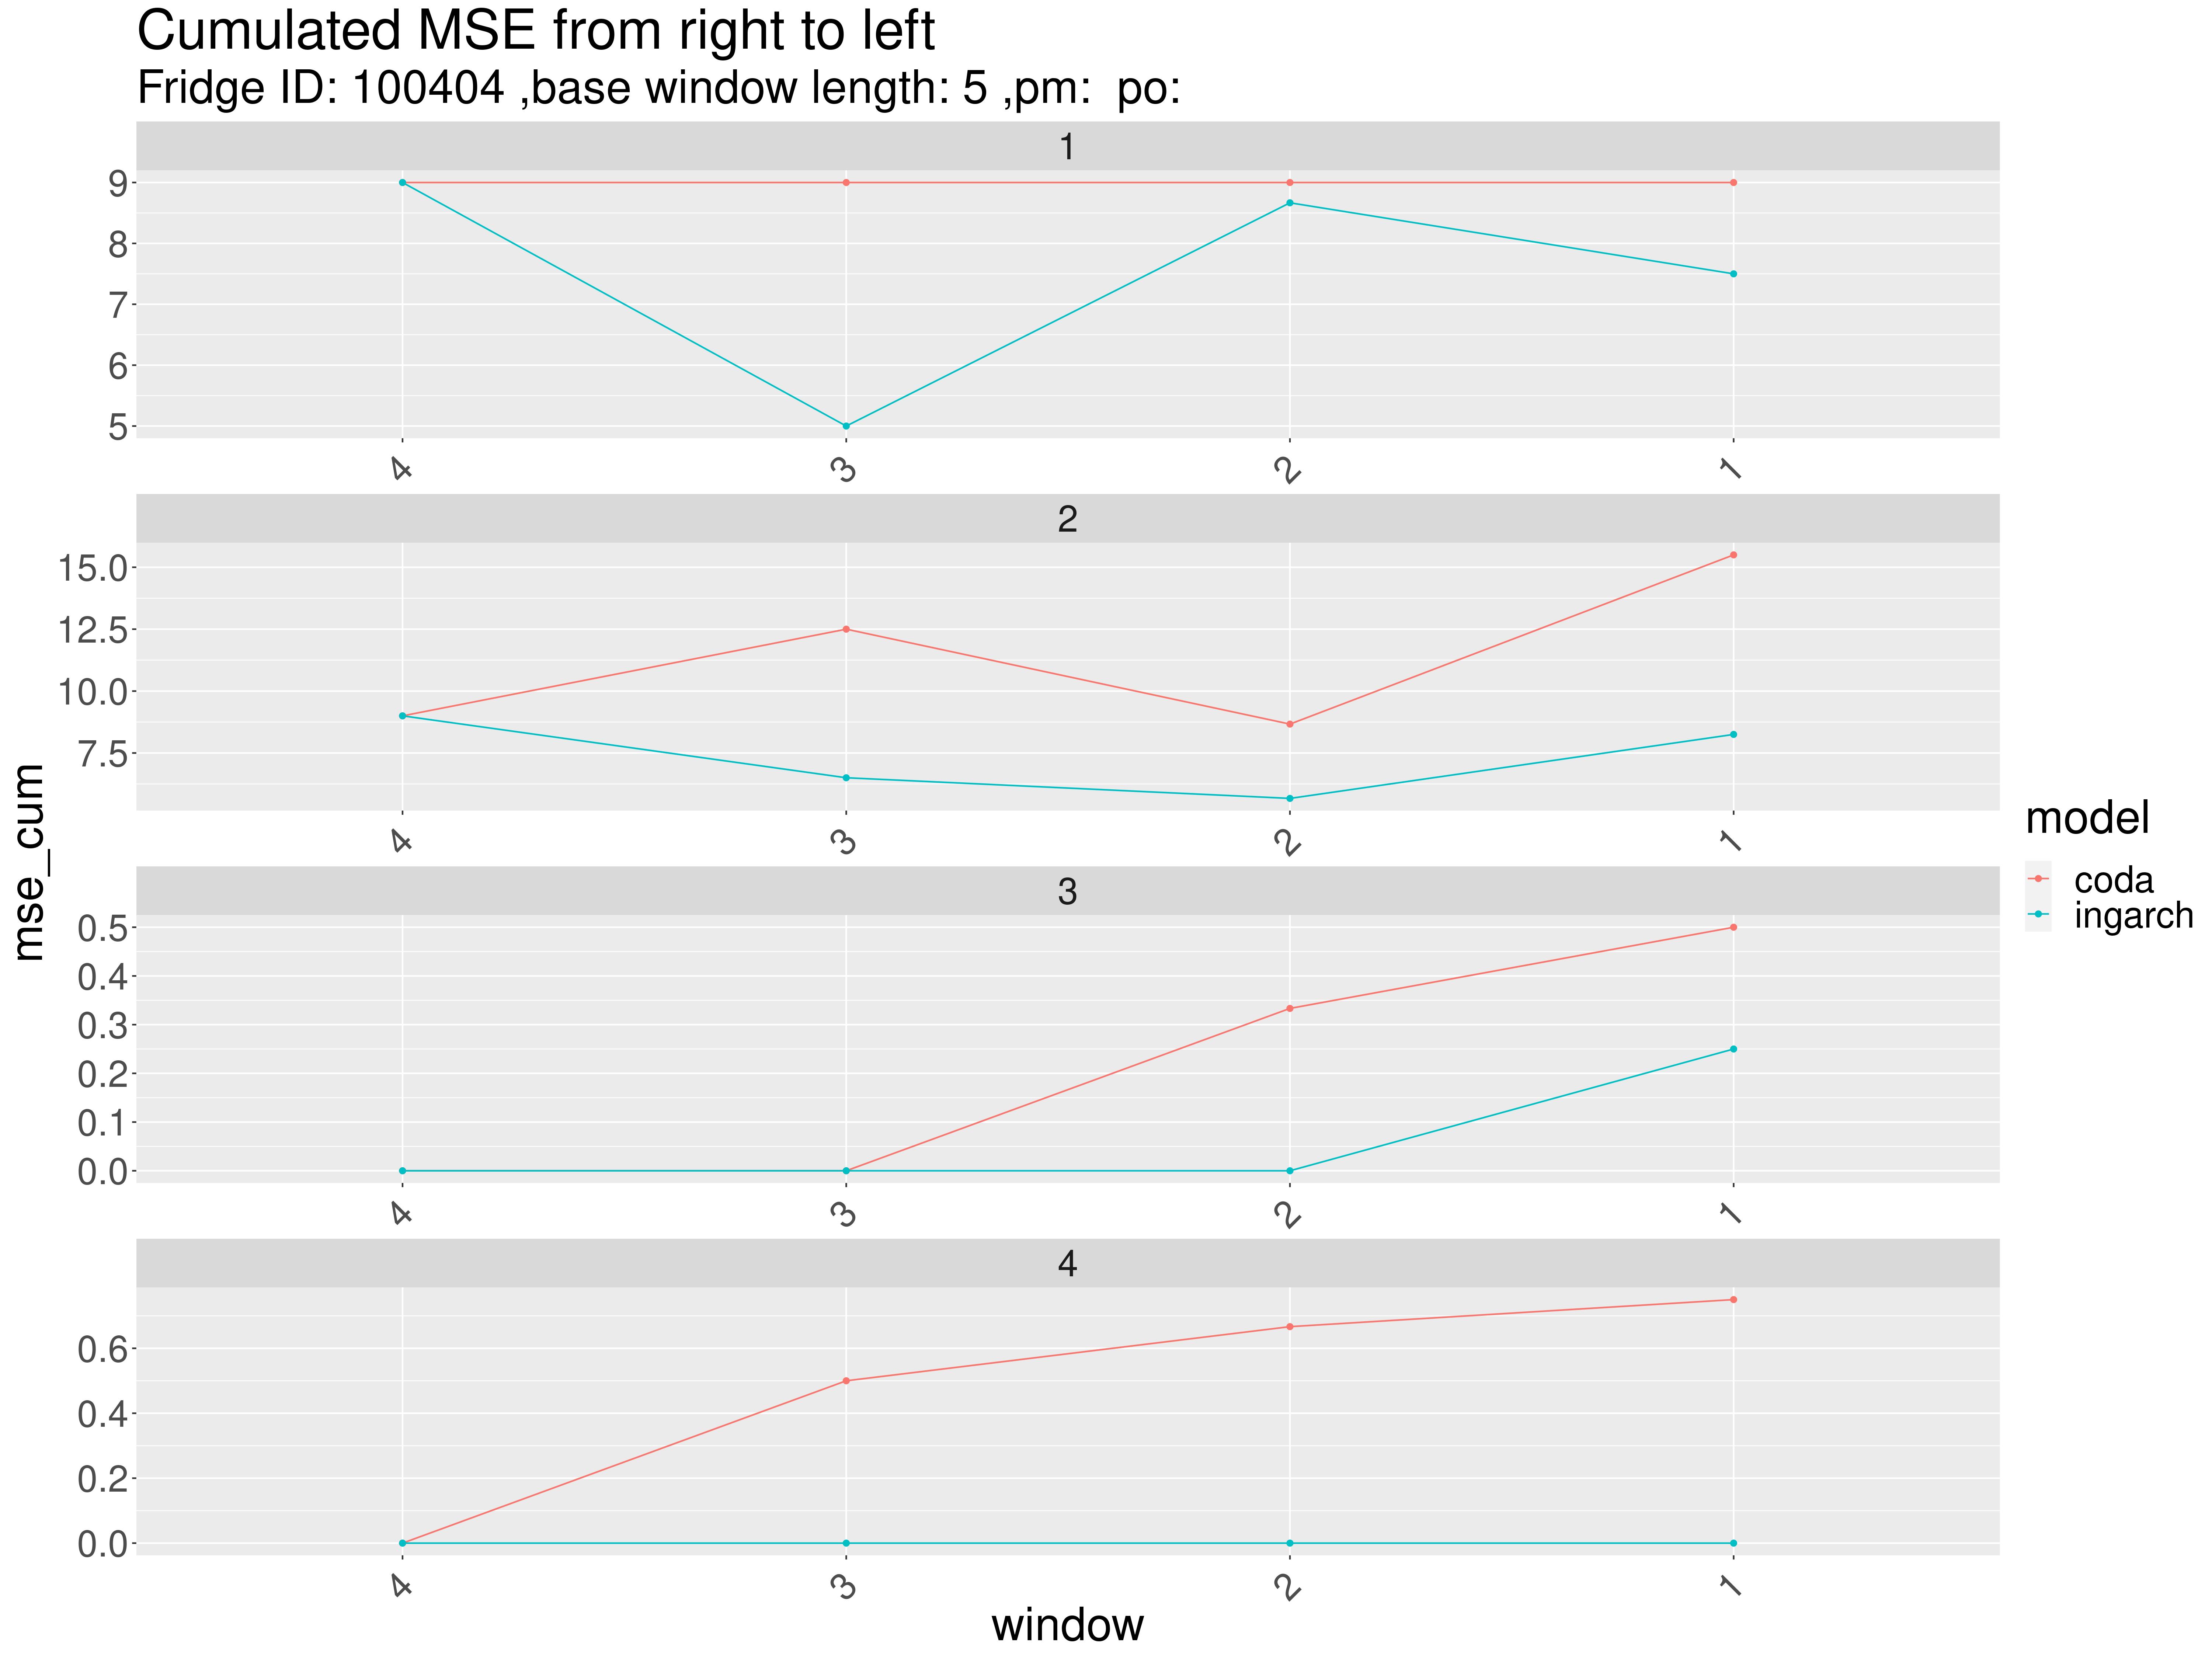 Cumulated MSE from right to left
Fridge ID: 100404 ,base window length: 5 ,pm:  po:
1
9
8
7
6
5
4 3 2 1
2
15.0
12.5
10.0
7.5
4 3 2 1
3
0.5
0.4
0.3
0.2
0.1
0.0
4 3 2 1
4
0.6
0.4
0.2
0.0
4 3 2 1
window
mse_cum
model
coda
ingarch